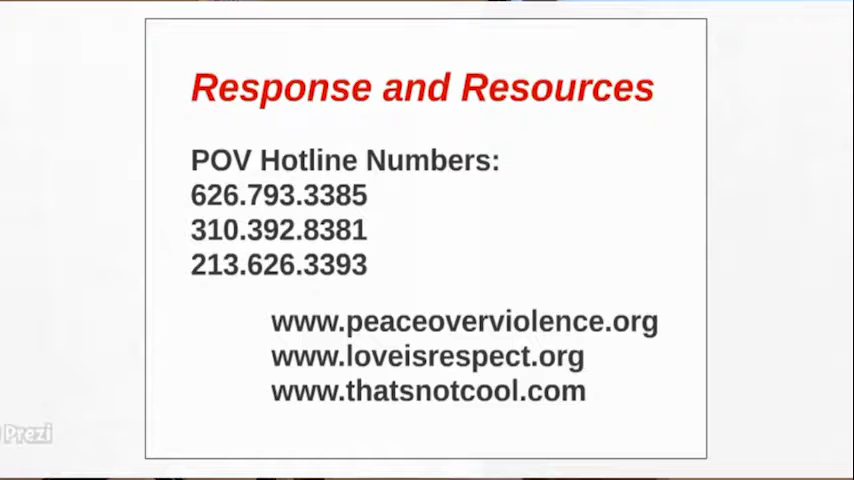 Response and Resources
POV Hotline Numbers:
626.793.3385
310.392.8381
213.626.3393
www.peaceoverviolence.org
www.loveisrespect.org
www.thatsnotcool.com
Prezi